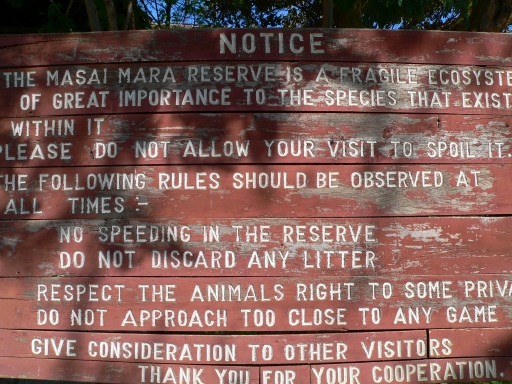 NOTICE
THE MASAI MARA RESERVE IS A FRAGILE ECOSYSTE
OF GREAT IMPORTANCE TO THE SPECIES THAT EXIST
WITHIN IT
PLEASE DO NOT ALLOW YOUR VISIT TO SPOIL IT.
THE FOLLOWING RULES SHOULD BE OBSERVED AT
ALL TIMES :-
NO SPEEDING IN THE RESERVE
DO NOT DISCARD ANY LITTER
RESPECT THE ANIMALS RIGHT TO SOME PRIVA
DO NOT APPROACH TOO CLOSE TO ANY GAME
GIVE CONSIDERATION TO OTHER VISITORS
THANK YOU FOR YOUR COOPERATION.